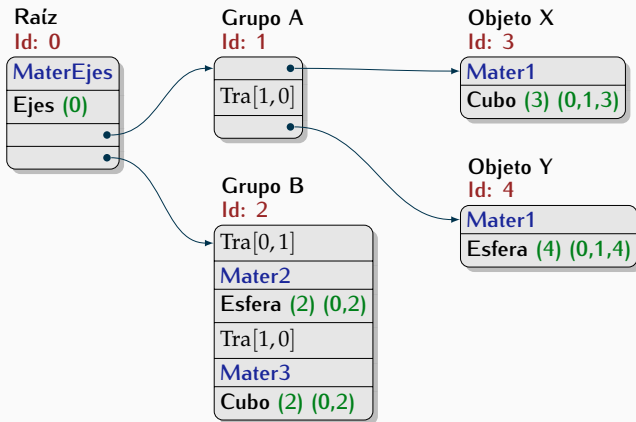 Raíz
Id: 0
MaterEjes
Ejes (0)
Grupo A
Id: 1
Tra[1,0]
Grupo B
Id: 2
Tra[0,1]
Mater2
Esfera (2) (0,2)
Tra[1,0]
Mater3
Cubo (2) (0,2)
Objeto X
Id: 3
Mater1
Cubo (3) (0,1,3)
Objeto Y
Id: 4
Mater1
Esfera (4) (0,1,4)